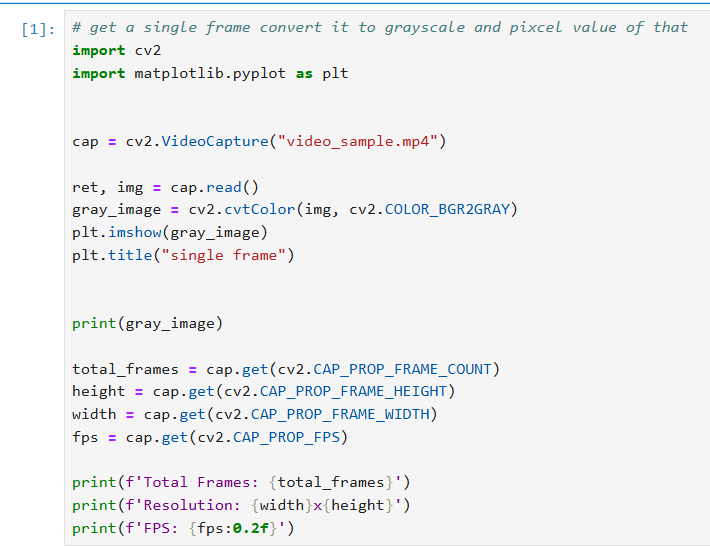 [1]: # get a single frame convert it to grayscale and pixcel value of that
import cv2
import matplotlib.pyplot as plt
cap = cv2.VideoCapture("video_sample.mp4")
ret, img = cap.read()
gray_image = cv2.cvtColor(img, cv2.COLOR_BGR2GRAY)
plt.imshow(gray_image)
plt.title("single frame")
print(gray_image)
total_frames = cap.get(cv2.CAP_PROP_FRAME_COUNT)
height = cap.get(cv2.CAP_PROP_FRAME_HEIGHT)
width = cap.get(cv2.CAP_PROP_FRAME_WIDTH)
fps = cap.get(cv2.CAP_PROP_FPS)
print(f'Total Frames: {total_frames}')
print(f'Resolution: {width}x{height}')
print(f'FPS: {fps:0.2f}')